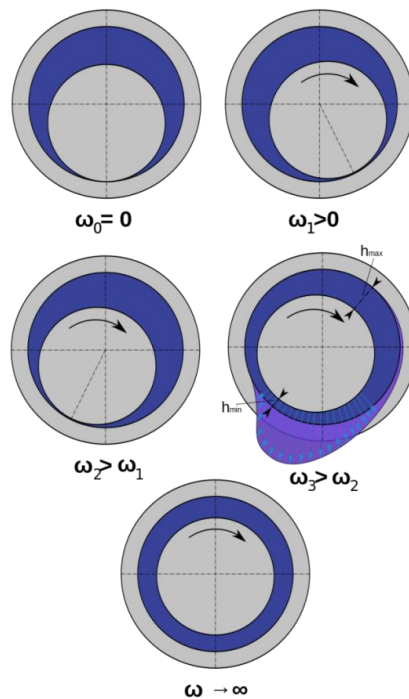 ω₀= 0
ω₁>0
hmax
hmin
ω₂> ω₁
ω₃> ω₂
ω → ∞